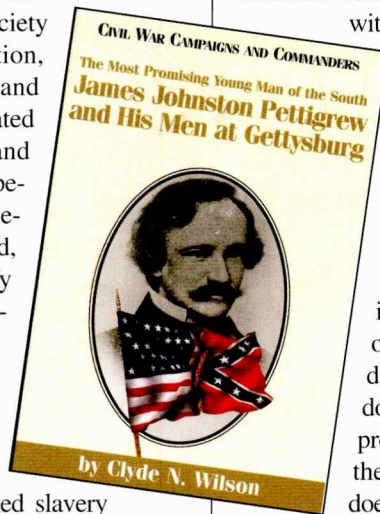 ciety
tion,
and
ated
and
pe-
e-
d,
y
-
ed slavery
CIVIL WAR CAMPAIGNS AND COMMANDERS
The Most Promising Young Man of the South
James Johnston Pettigrew
and His Men at Gettysburg
by Clyde N. Wilson
wit
i
o
d
do
pr
the
doe